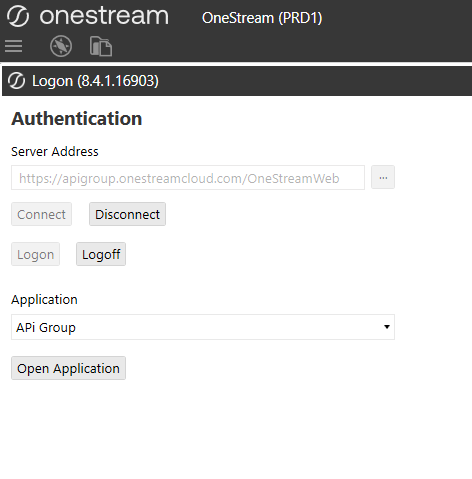 onestream OneStream (PRD1)
Logon (8.4.1.16903)
Authentication
Server Address
https://apigroup.onestreamcloud.com/OneStreamWeb ...
Connect Disconnect
Logon Logoff
Application
APi Group
Open Application